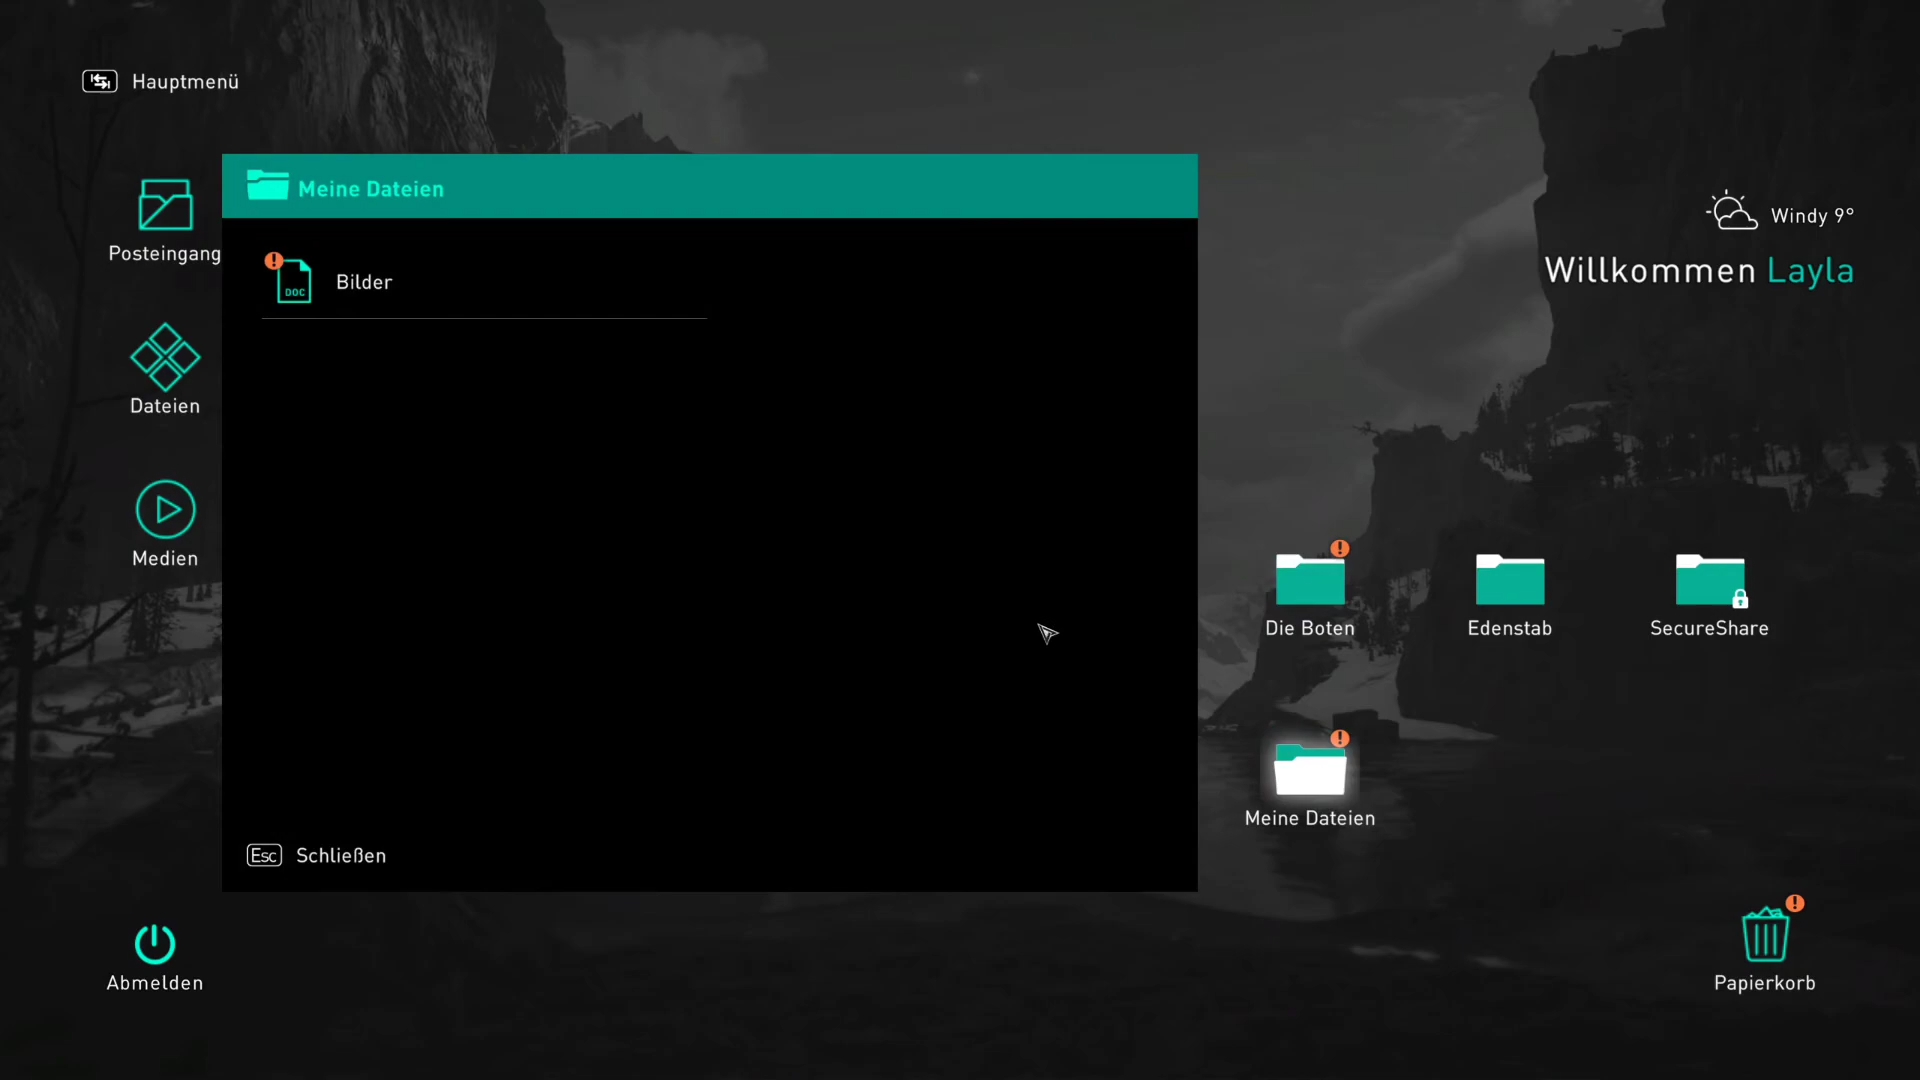 Hauptmenü
Posteingang
Dateien
Medien
Abmelden
Meine Dateien
DOC
Bilder
Esc Schließen
Windy 9°
Willkommen Layla
Die Boten
Edenstab
SecureShare
Meine Dateien
Papierkorb